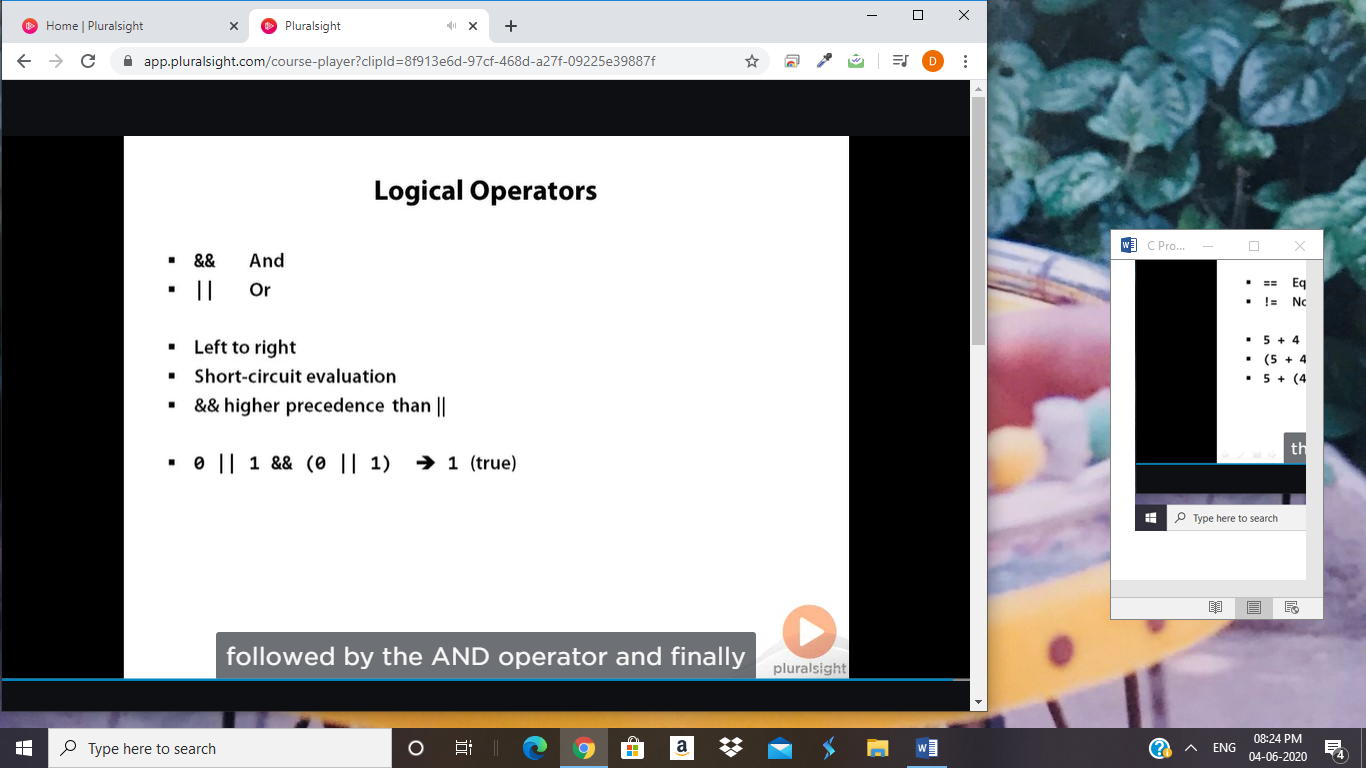 Home | Pluralsight
Pluralsight
app.pluralsight.com/course-player?clipId=8f913e6d-97cf-468d-a27f-09225e39887f
D
Logical Operators
▪ && And
▪ || Or
▪ Left to right
▪ Short-circuit evaluation
▪ && higher precedence than ||
▪ 0 || 1 && (0 || 1) ➔ 1 (true)
followed by the AND operator and finally
pluralsight
C Pro...
▪ == Eq
▪ != No
▪ 5 + 4
▪ (5 + 4
▪ 5 + (4
th
Type here to search
Type here to search
a
W
ENG
08:24 PM
04-06-2020
4